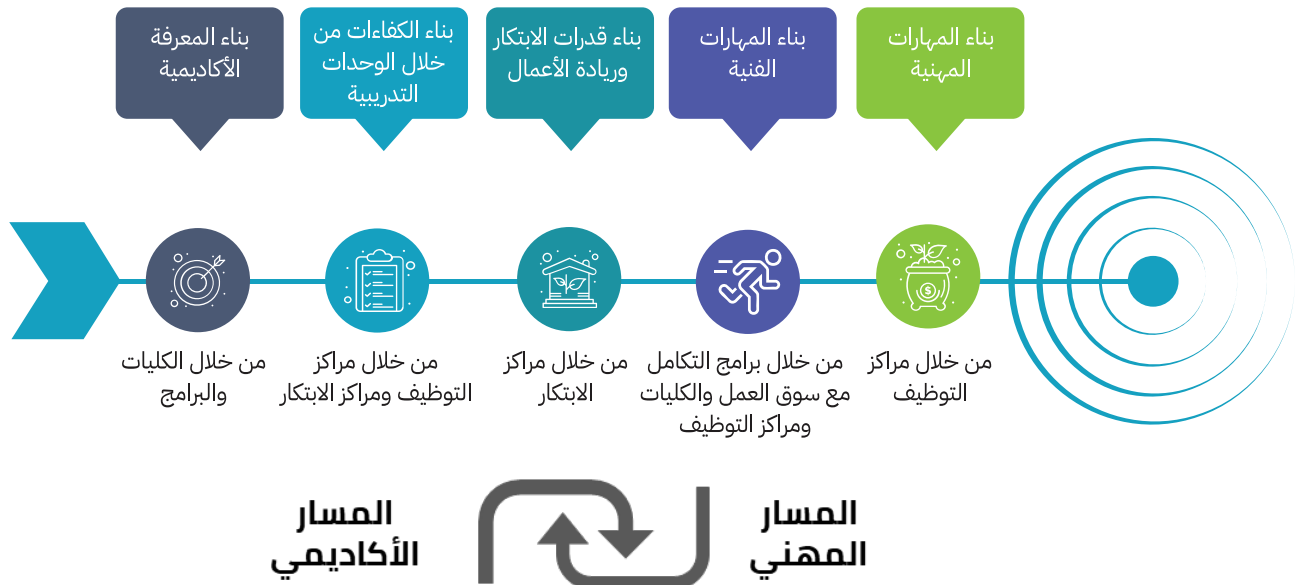 بناء المهارات
المهنية
بناء المهارات
الفنية
بناء قدرات الابتكار
وريادة الأعمال
بناء الكفاءات من
خلال الوحدات
التدريبية
بناء المعرفة
الأكاديمية
$
من خلال مراكز
التوظيف
من خلال برامج التكامل
مع سوق العمل والكليات
ومراكز التوظيف
من خلال مراكز
الابتكار
من خلال مراكز
التوظيف ومراكز الابتكار
من خلال الكليات
والبرامج
المسار
المهني
المسار
الأكاديمي